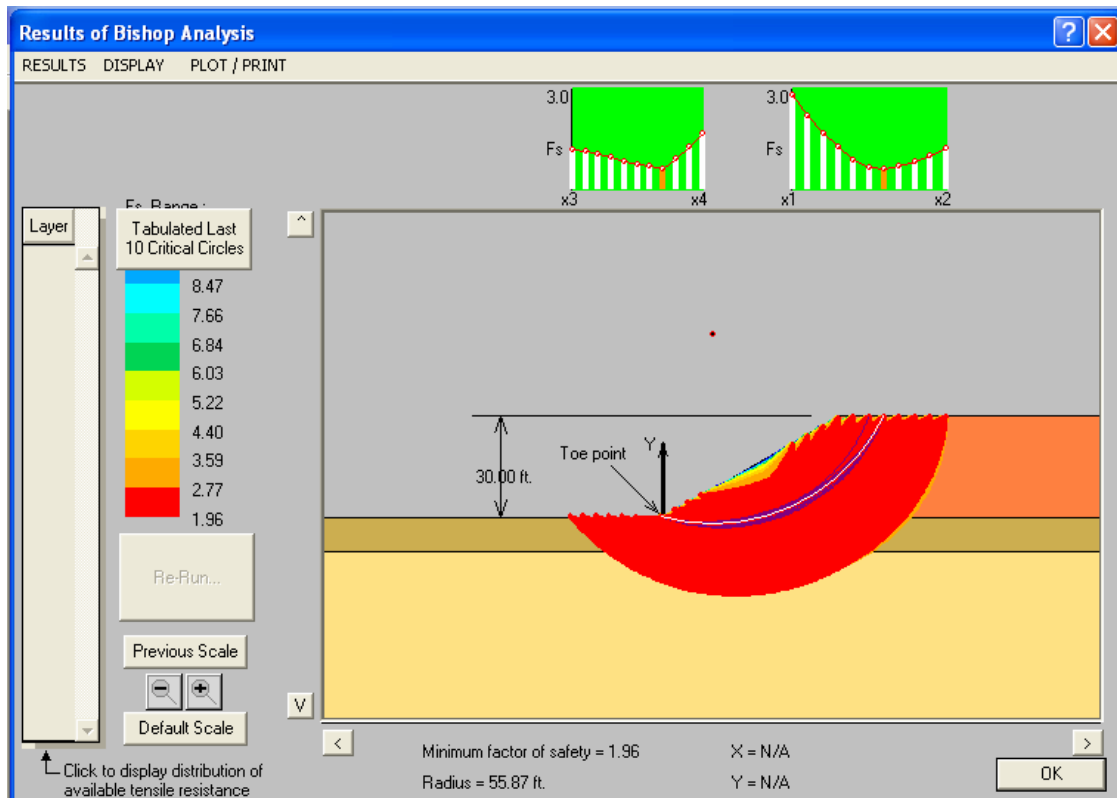 Results of Bishop Analysis
RESULTS DISPLAY PLOT / PRINT
3.0
Fs
x3 x4
3.0
Fs
x1 x2
Layer
Fs Range :
Tabulated Last
10 Critical Circles
8.47
7.66
6.84
6.03
5.22
4.40
3.59
2.77
1.96
Re-Run...
Previous Scale
Default Scale
Click to display distribution of
available tensile resistance
^
V
<
>
Y
Toe point
30.00 ft.
Minimum factor of safety = 1.96 X = N/A
Radius = 55.87 ft. Y = N/A
OK